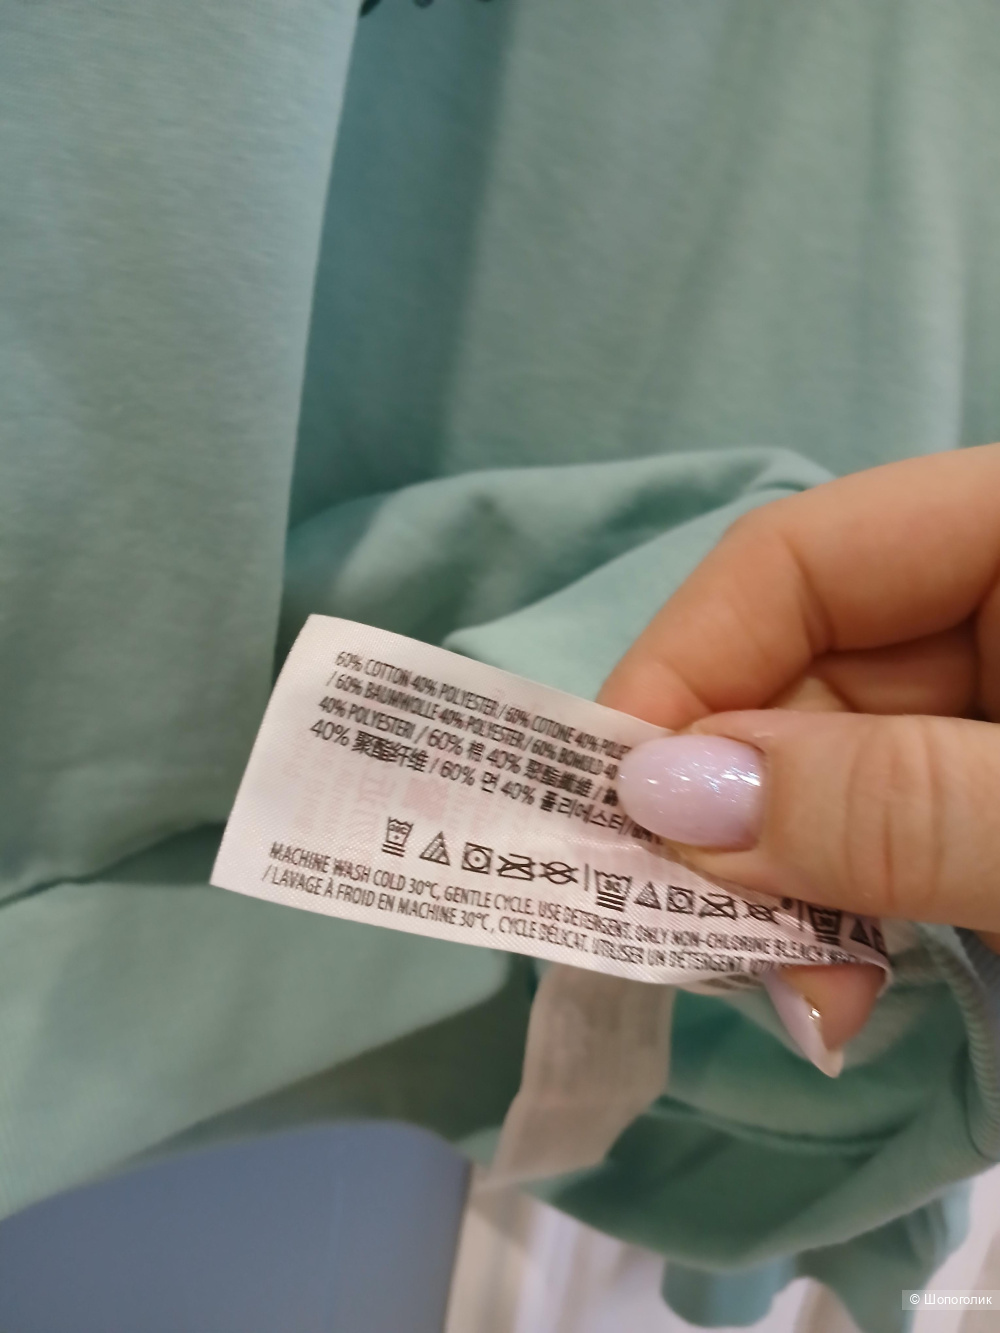 60% COTTON 40% POLYESTER / 60% COTONE 40%
/ 60% BAUMWOLLE 40% POLYESTER / 60% BOMULD 40
40% POLYESTERI / 60% 棉 40% 聚酯纖維 /
40% 聚酯纤维 / 60% 면 40% 폴리에스터/
MACHINE WASH COLD 30°C, GENTLE CYCLE. USE DETERGENT. ONLY NON-CHLORINE BLEACH
/ LAVAGE À FROID EN MACHINE 30°C, CYCLE DÉLICAT. UTILISER UN DÉTERGENT.
© Шопоголик